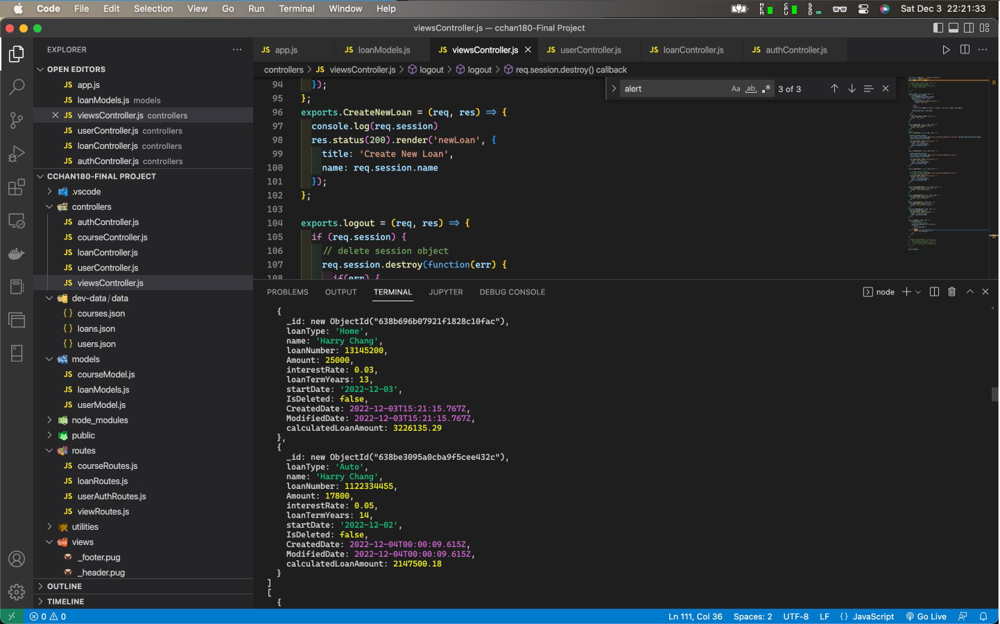 Code File Edit Selection View Go Run Terminal Window Help
MEM CPU SSD Sat Dec 3 22:21:33
viewsController.js — cchan180-Final Project
EXPLORER
OPEN EDITORS
JS app.js
JS loanModels.js models
JS viewsController.js controllers
JS userController.js controllers
JS loanController.js controllers
JS authController.js controllers
CCHAN180-FINAL PROJECT
.vscode
controllers
JS authController.js
JS courseController.js
JS loanController.js
JS userController.js
JS viewsController.js
dev-data / data
{ } courses.json
{ } loans.json
{ } users.json
models
JS courseModel.js
JS loanModels.js
JS userModel.js
node_modules
public
routes
JS courseRoutes.js
JS loanRoutes.js
JS userAuthRoutes.js
JS viewRoutes.js
utilities
views
_footer.pug
_header.pug
OUTLINE
TIMELINE
JS app.js JS loanModels.js JS viewsController.js JS userController.js JS loanController.js JS authController.js
controllers > JS viewsController.js > logout > logout > req.session.destroy() callback
alert Aa ab .* 3 of 3
94 });
95 };
96 exports.CreateNewLoan = (req, res) => {
97 console.log(req.session)
98 res.status(200).render('newLoan', {
99 title: 'Create New Loan',
100 name: req.session.name
101 });
102 };
103
104 exports.logout = (req, res) => {
105 if (req.session) {
106 // delete session object
107 req.session.destroy(function(err) {
108 if(err) {
PROBLEMS OUTPUT TERMINAL JUPYTER DEBUG CONSOLE
node
{
_id: new ObjectId("638b696b07921f1828c10fac"),
loanType: 'Home',
name: 'Harry Chang',
loanNumber: 13145200,
Amount: 25000,
interestRate: 0.03,
loanTermYears: 13,
startDate: '2022-12-03',
IsDeleted: false,
CreatedDate: 2022-12-03T15:21:15.767Z,
ModifiedDate: 2022-12-03T15:21:15.767Z,
calculatedLoanAmount: 3226135.29
},
{
_id: new ObjectId("638be3095a0cba9f5cee432c"),
loanType: 'Auto',
name: 'Harry Chang',
loanNumber: 1122334455,
Amount: 17800,
interestRate: 0.05,
loanTermYears: 14,
startDate: '2022-12-02',
IsDeleted: false,
CreatedDate: 2022-12-04T00:00:09.615Z,
ModifiedDate: 2022-12-04T00:00:09.615Z,
calculatedLoanAmount: 2147500.18
}
]
[
{
0 0 Ln 111, Col 36 Spaces: 2 UTF-8 LF { } JavaScript Go Live